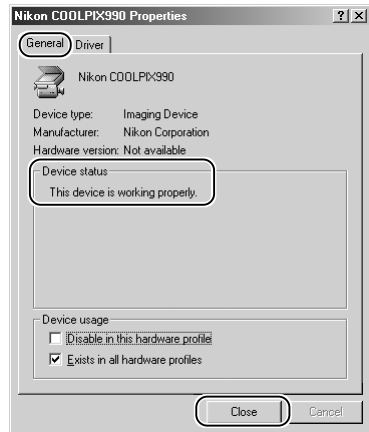 Nikon COOLPIX990 Properties
General Driver
Nikon COOLPIX990
Device type: Imaging Device
Manufacturer: Nikon Corporation
Hardware version: Not available
Device status
This device is working properly.
Device usage
Disable in this hardware profile
Exists in all hardware profiles
Close Cancel